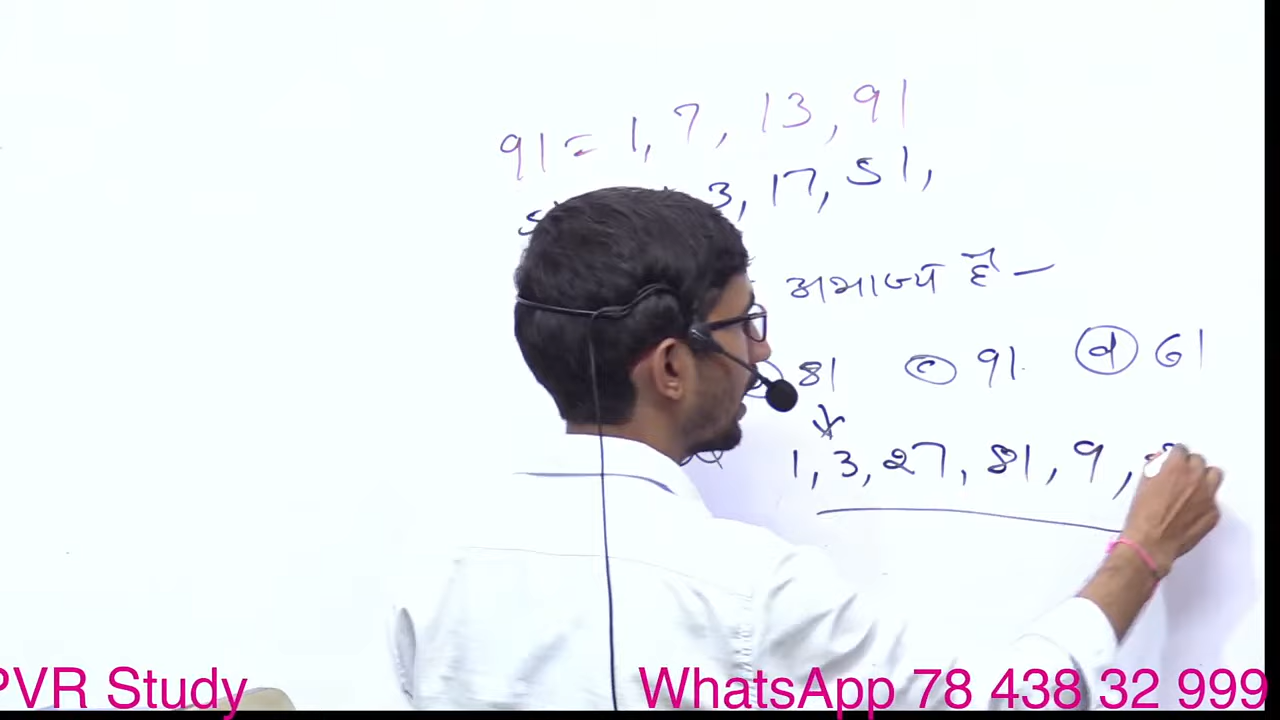 91 = 1, 7, 13, 91
3, 17, 51,
अभाज्य है –
81 (c) 91. (d) 61
1, 3, 27, 81, 9,
PVR Study WhatsApp 78 438 32 999